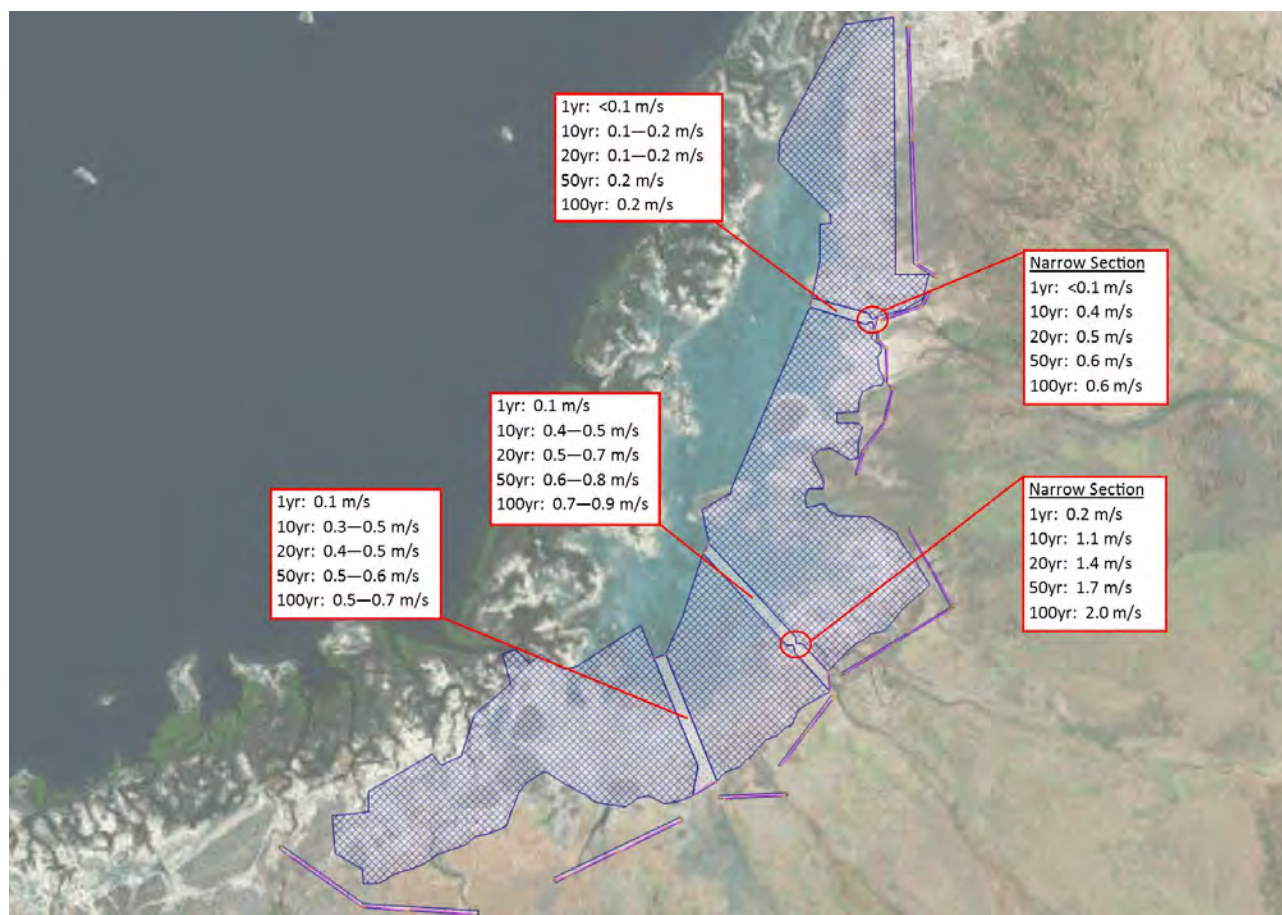 1yr: <0.1 m/s
10yr: 0.1—0.2 m/s
20yr: 0.1—0.2 m/s
50yr: 0.2 m/s
100yr: 0.2 m/s
Narrow Section
1yr: <0.1 m/s
10yr: 0.4 m/s
20yr: 0.5 m/s
50yr: 0.6 m/s
100yr: 0.6 m/s
1yr: 0.1 m/s
10yr: 0.4—0.5 m/s
20yr: 0.5—0.7 m/s
50yr: 0.6—0.8 m/s
100yr: 0.7—0.9 m/s
Narrow Section
1yr: 0.2 m/s
10yr: 1.1 m/s
20yr: 1.4 m/s
50yr: 1.7 m/s
100yr: 2.0 m/s
1yr: 0.1 m/s
10yr: 0.3—0.5 m/s
20yr: 0.4—0.5 m/s
50yr: 0.5—0.6 m/s
100yr: 0.5—0.7 m/s